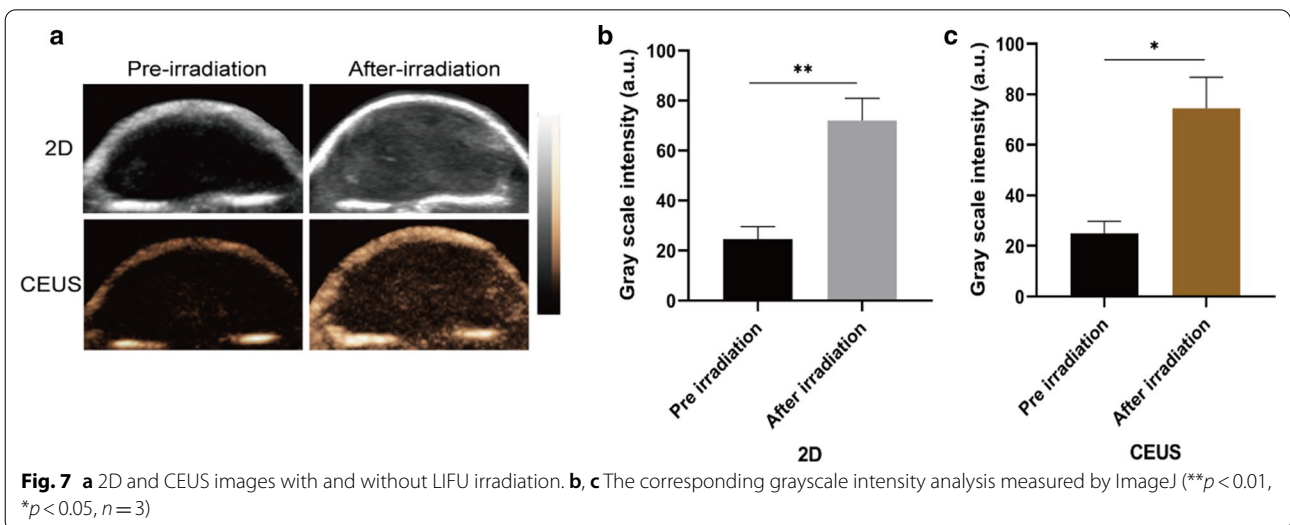 a
Pre-irradiation After-irradiation
2D
CEUS
b
100
80
60
40
20
0
Gray scale intensity (a.u.)
**
Pre irradiation
After irradiation
2D
c
100
80
60
40
20
0
Gray scale intensity (a.u.)
*
Pre irradiation
After irradiation
CEUS
Fig. 7 a 2D and CEUS images with and without LIFU irradiation. b, c The corresponding grayscale intensity analysis measured by ImageJ (**p < 0.01,
*p < 0.05, n = 3)